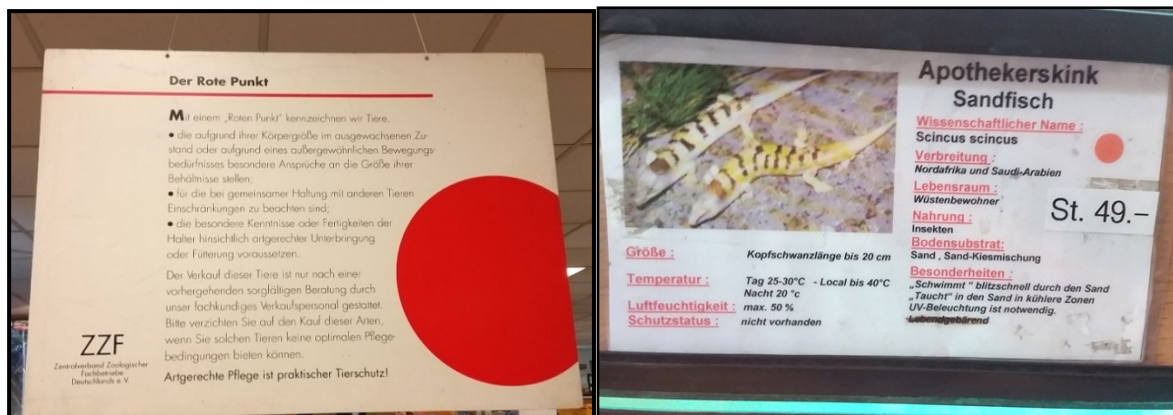 Der Rote Punkt
Mit einem „Roten Punkt" kennzeichnen wir Tiere,
• die aufgrund ihrer Körpergröße im ausgewachsenen Zu-
stand oder aufgrund eines außergewöhnlichen Bewegungs-
bedürfnisses besondere Ansprüche an die Größe ihrer
Behältnisse stellen;
• für die bei gemeinsamer Haltung mit anderen Tieren
Einschränkungen zu beachten sind;
• die besondere Kenntnisse oder Fertigkeiten der
Halter hinsichtlich artgerechter Unterbringung
oder Fütterung voraussetzen.
Der Verkauf dieser Tiere ist nur nach einer
vorhergehenden sorgfältigen Beratung durch
unser fachkundiges Verkaufspersonal gestattet.
Bitte verzichten Sie auf den Kauf dieser Arten,
wenn Sie solchen Tieren keine optimalen Pflege-
bedingungen bieten können.
Artgerechte Pflege ist praktischer Tierschutz!
ZZF
Zentralverband Zoologischer
Fachbetriebe
Deutschlands e.V.
Apothekerskink
Sandfisch
Wissenschaftlicher Name :
Scincus scincus
Verbreitung :
Nordafrika und Saudi-Arabien
Lebensraum :
Wüstenbewohner
Nahrung :
Insekten
Bodensubstrat:
Sand , Sand-Kiesmischung
Besonderheiten :
„Schwimmt " blitzschnell durch den Sand
„Taucht" in den Sand in kühlere Zonen
UV-Beleuchtung ist notwendig.
Lebendgebärend
St. 49.–
Größe : Kopfschwanzlänge bis 20 cm
Temperatur : Tag 25-30°C - Local bis 40°C
Nacht 20 °c
Luftfeuchtigkeit : max. 50 %
Schutzstatus : nicht vorhanden